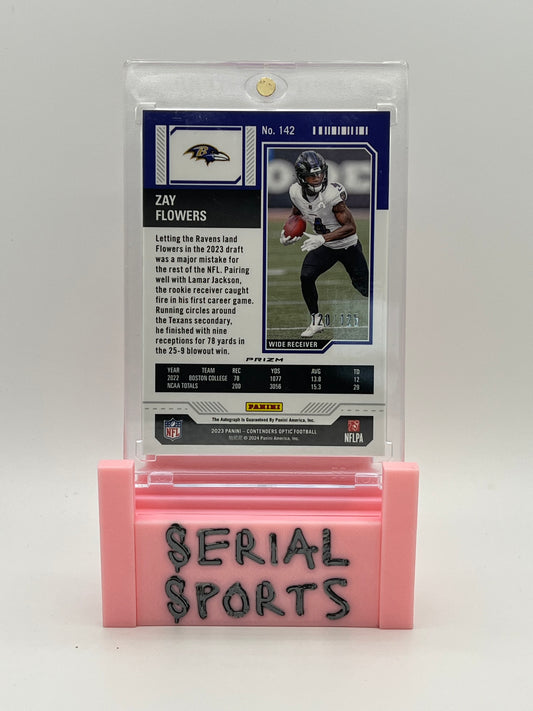 No. 142
ZAY
FLOWERS
Letting the Ravens land
Flowers in the 2023 draft
was a major mistake for
the rest of the NFL. Pairing
well with Lamar Jackson,
the rookie receiver caught
fire in his first career game.
Running circles around
the Texans secondary,
he finished with nine
receptions for 78 yards in
the 25-9 blowout win.
4
120/125
WIDE RECEIVER
PRIZM
YEAR TEAM REC YDS AVG TD
2022 BOSTON COLLEGE 78 1077 13.8 12
NCAA TOTALS 200 3056 15.3 29
PANINI
The Autograph is Guaranteed By Panini America, Inc.
2023 PANINI – CONTENDERS OPTIC FOOTBALL
© 2024 Panini America, Inc.
NFL
NFLPA
$ERIAL
$PORTS